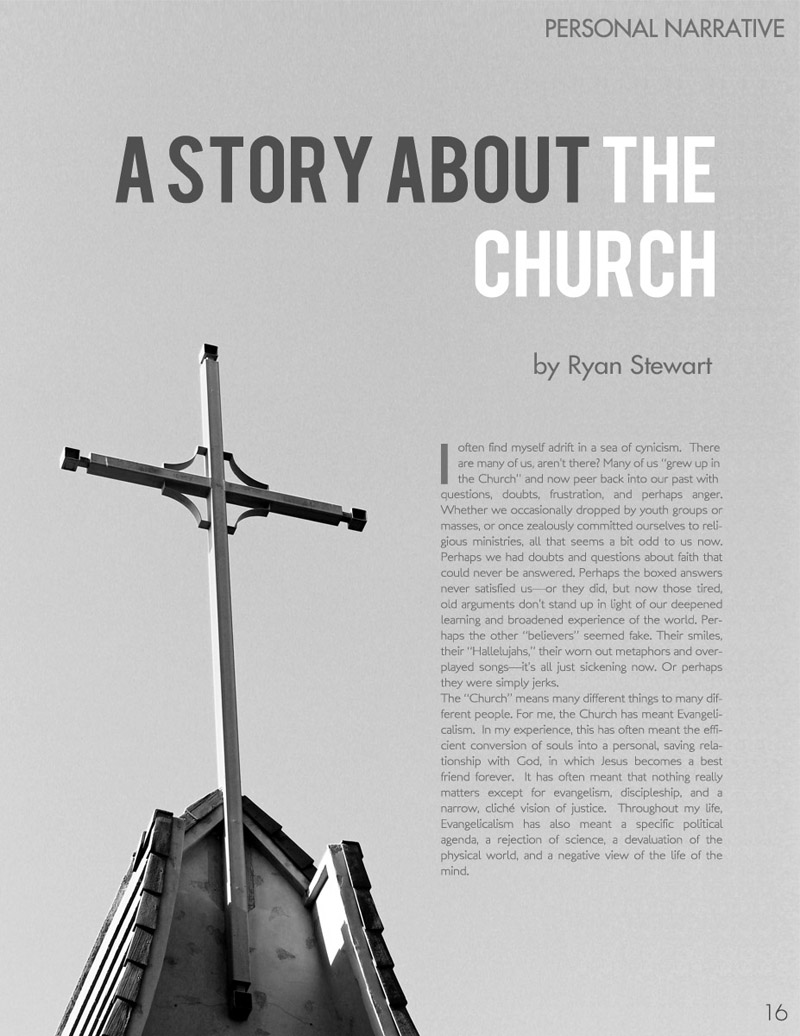 PERSONAL NARRATIVE
A STORY ABOUT THE
CHURCH
by Ryan Stewart
I often find myself adrift in a sea of cynicism. There
are many of us, aren't there? Many of us "grew up in
the Church" and now peer back into our past with
questions, doubts, frustration, and perhaps anger.
Whether we occasionally dropped by youth groups or
masses, or once zealously committed ourselves to reli-
gious ministries, all that seems a bit odd to us now.
Perhaps we had doubts and questions about faith that
could never be answered. Perhaps the boxed answers
never satisfied us—or they did, but now those tired,
old arguments don't stand up in light of our deepened
learning and broadened experience of the world. Per-
haps the other "believers" seemed fake. Their smiles,
their "Hallelujahs," their worn out metaphors and over-
played songs—it's all just sickening now. Or perhaps
they were simply jerks.
The "Church" means many different things to many dif-
ferent people. For me, the Church has meant Evangeli-
calism. In my experience, this has often meant the effi-
cient conversion of souls into a personal, saving rela-
tionship with God, in which Jesus becomes a best
friend forever. It has often meant that nothing really
matters except for evangelism, discipleship, and a
narrow, cliché vision of justice. Throughout my life,
Evangelicalism has also meant a specific political
agenda, a rejection of science, a devaluation of the
physical world, and a negative view of the life of the
mind.
16